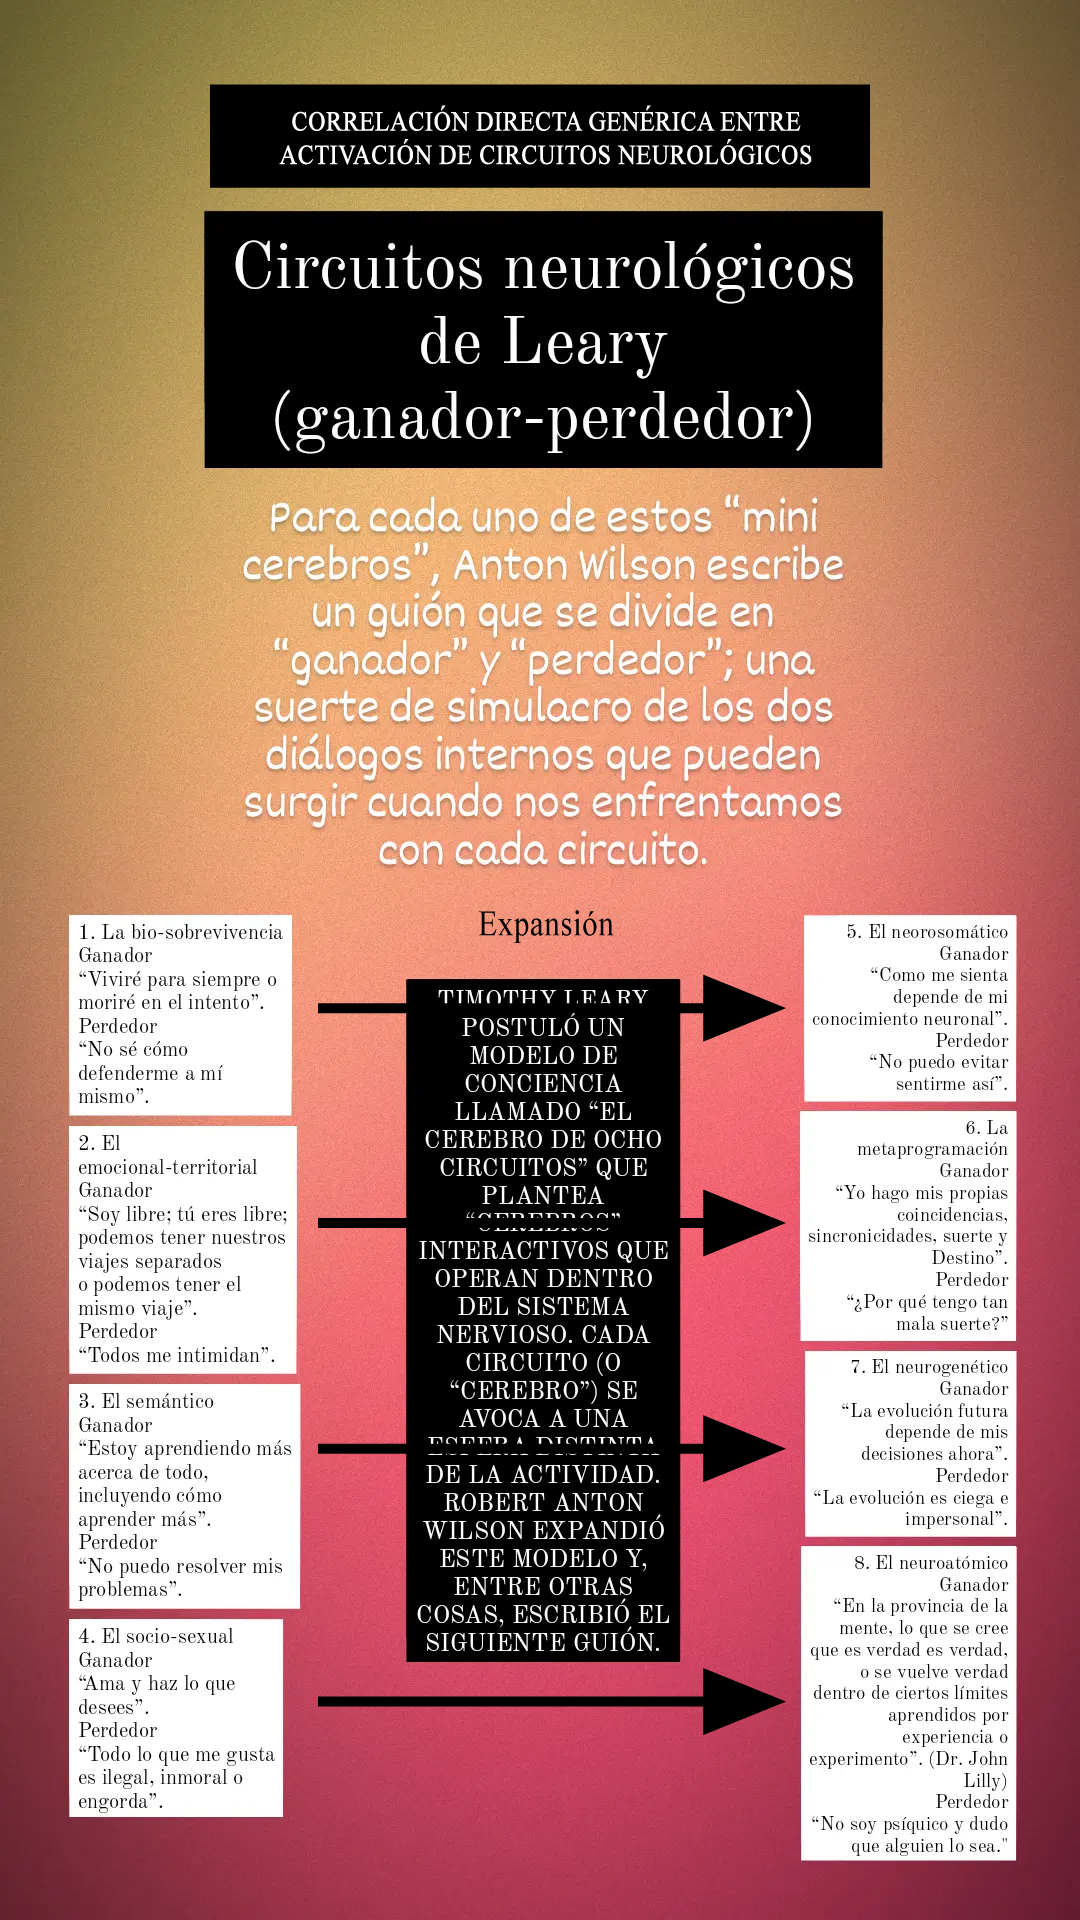 CORRELACIÓN DIRECTA GENÉRICA ENTRE
ACTIVACIÓN DE CIRCUITOS NEUROLÓGICOS
Circuitos neurológicos
de Leary
(ganador-perdedor)
Para cada uno de estos “mini
cerebros”, Anton Wilson escribe
un guión que se divide en
“ganador” y “perdedor”; una
suerte de simulacro de los dos
diálogos internos que pueden
surgir cuando nos enfrentamos
con cada circuito.
Expansión
1. La bio-sobrevivencia
Ganador
“Viviré para siempre o
moriré en el intento”.
Perdedor
“No sé cómo
defenderme a mí
mismo”.
2. El
emocional-territorial
Ganador
“Soy libre; tú eres libre;
podemos tener nuestros
viajes separados
o podemos tener el
mismo viaje”.
Perdedor
“Todos me intimidan”.
3. El semántico
Ganador
“Estoy aprendiendo más
acerca de todo,
incluyendo cómo
aprender más”.
Perdedor
“No puedo resolver mis
problemas”.
4. El socio-sexual
Ganador
“Ama y haz lo que
desees”.
Perdedor
“Todo lo que me gusta
es ilegal, inmoral o
engorda”.
TIMOTHY LEARY
POSTULÓ UN
MODELO DE
CONCIENCIA
LLAMADO “EL
CEREBRO DE OCHO
CIRCUITOS” QUE
PLANTEA
“CEREBROS”
INTERACTIVOS QUE
OPERAN DENTRO
DEL SISTEMA
NERVIOSO. CADA
CIRCUITO (O
“CEREBRO”) SE
AVOCA A UNA
ESFERA DISTINTA
DE LA ACTIVIDAD.
ROBERT ANTON
WILSON EXPANDIÓ
ESTE MODELO Y,
ENTRE OTRAS
COSAS, ESCRIBIÓ EL
SIGUIENTE GUIÓN.
5. El neorosomático
Ganador
“Como me sienta
depende de mi
conocimiento neuronal”.
Perdedor
“No puedo evitar
sentirme así”.
6. La
metaprogramación
Ganador
“Yo hago mis propias
coincidencias,
sincronicidades, suerte y
Destino”.
Perdedor
“¿Por qué tengo tan
mala suerte?”
7. El neurogenético
Ganador
“La evolución futura
depende de mis
decisiones ahora”.
Perdedor
“La evolución es ciega e
impersonal”.
8. El neuroatómico
Ganador
“En la provincia de la
mente, lo que se cree
que es verdad es verdad,
o se vuelve verdad
dentro de ciertos límites
aprendidos por
experiencia o
experimento”. (Dr. John
Lilly)
Perdedor
“No soy psíquico y dudo
que alguien lo sea."